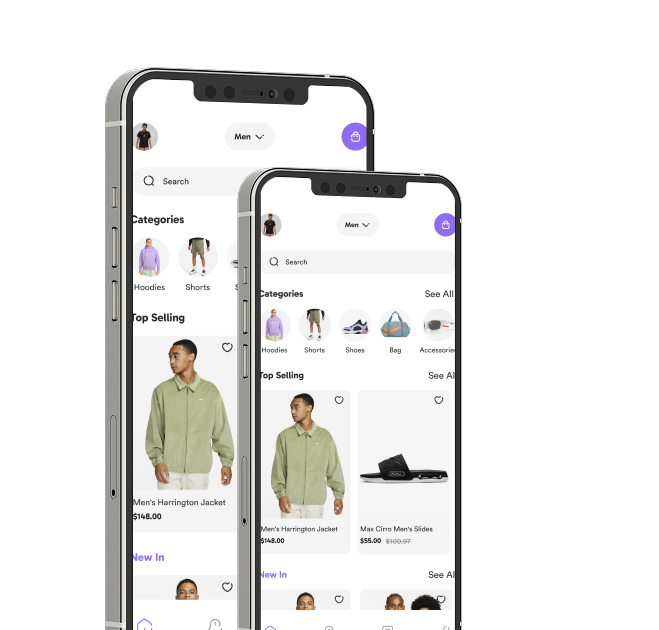 Men
Search
Categories
Hoodies
Shorts
S
Top Selling
Men's Harrington Jacket
$148.00
New In
Men
Search
Categories
See All
Hoodies
Shorts
Shoes
Bag
Accessories
Top Selling
See Al
Men's Harrington Jacket
$148.00
Max Cirro Men's Slides
$55.00 $100.97
New In
See Al